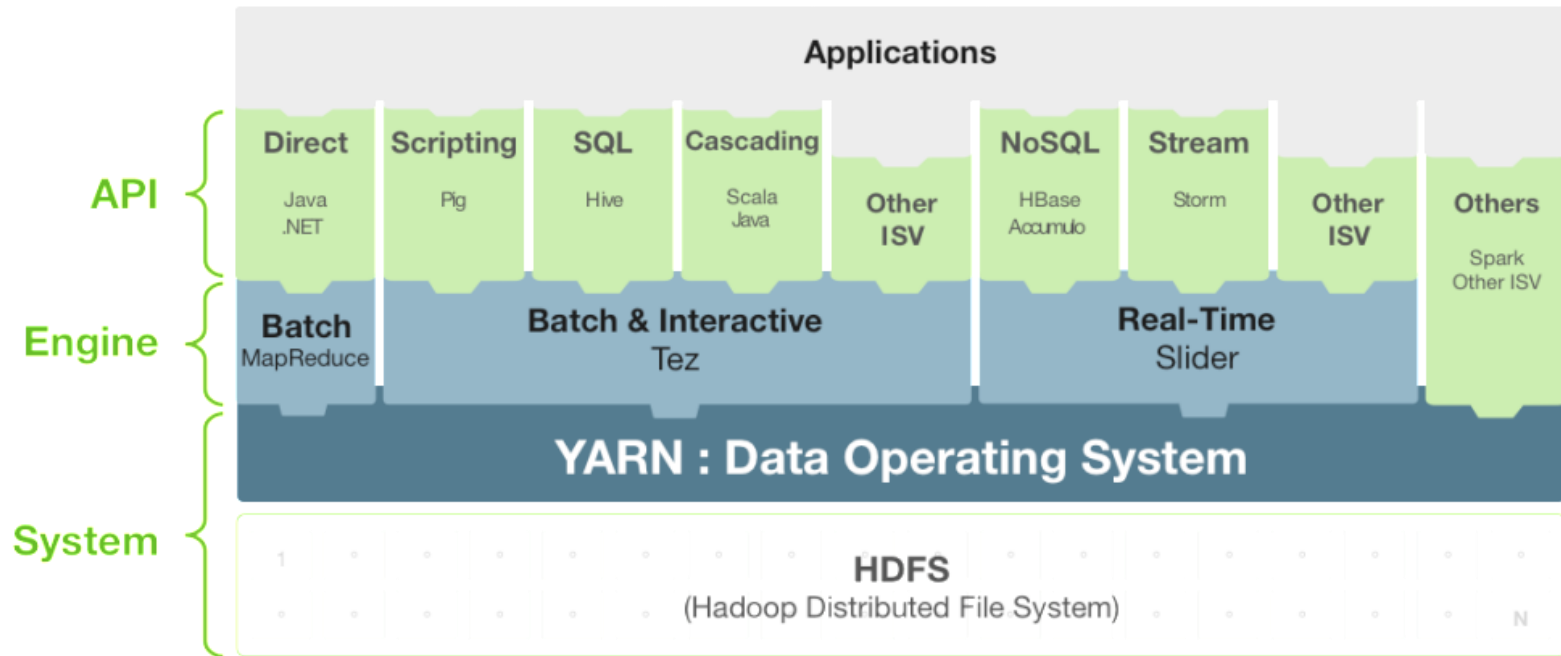 Applications
API
Direct
Java
.NET
Scripting
Pig
SQL
Hive
Cascading
Scala
Java
Other
ISV
NoSQL
HBase
Accumulo
Stream
Storm
Other
ISV
Others
Spark
Other ISV
Engine
Batch
MapReduce
Batch & Interactive
Tez
Real-Time
Slider
System
YARN : Data Operating System
1
HDFS
(Hadoop Distributed File System)
N